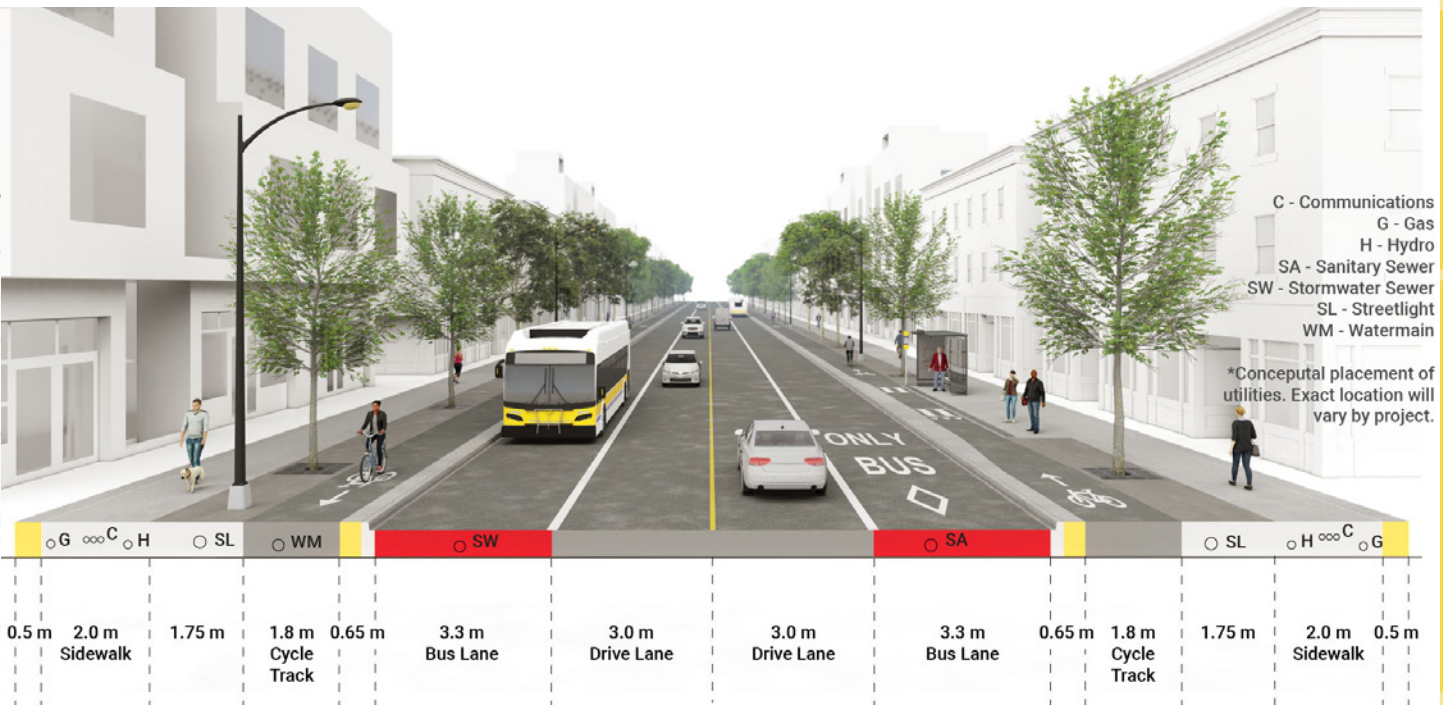 C - Communications
G - Gas
H - Hydro
SA - Sanitary Sewer
SW - Stormwater Sewer
SL - Streetlight
WM - Watermain
*Conceputal placement of
utilities. Exact location will
vary by project.
ONLY
BUS
G C H SL WM SW SA SL H C G
0.5 m 2.0 m 1.75 m 1.8 m 0.65 m 3.3 m 3.0 m 3.0 m 3.3 m 0.65 m 1.8 m 1.75 m 2.0 m 0.5 m
Sidewalk Cycle Bus Lane Drive Lane Drive Lane Bus Lane Cycle Sidewalk
Track Track